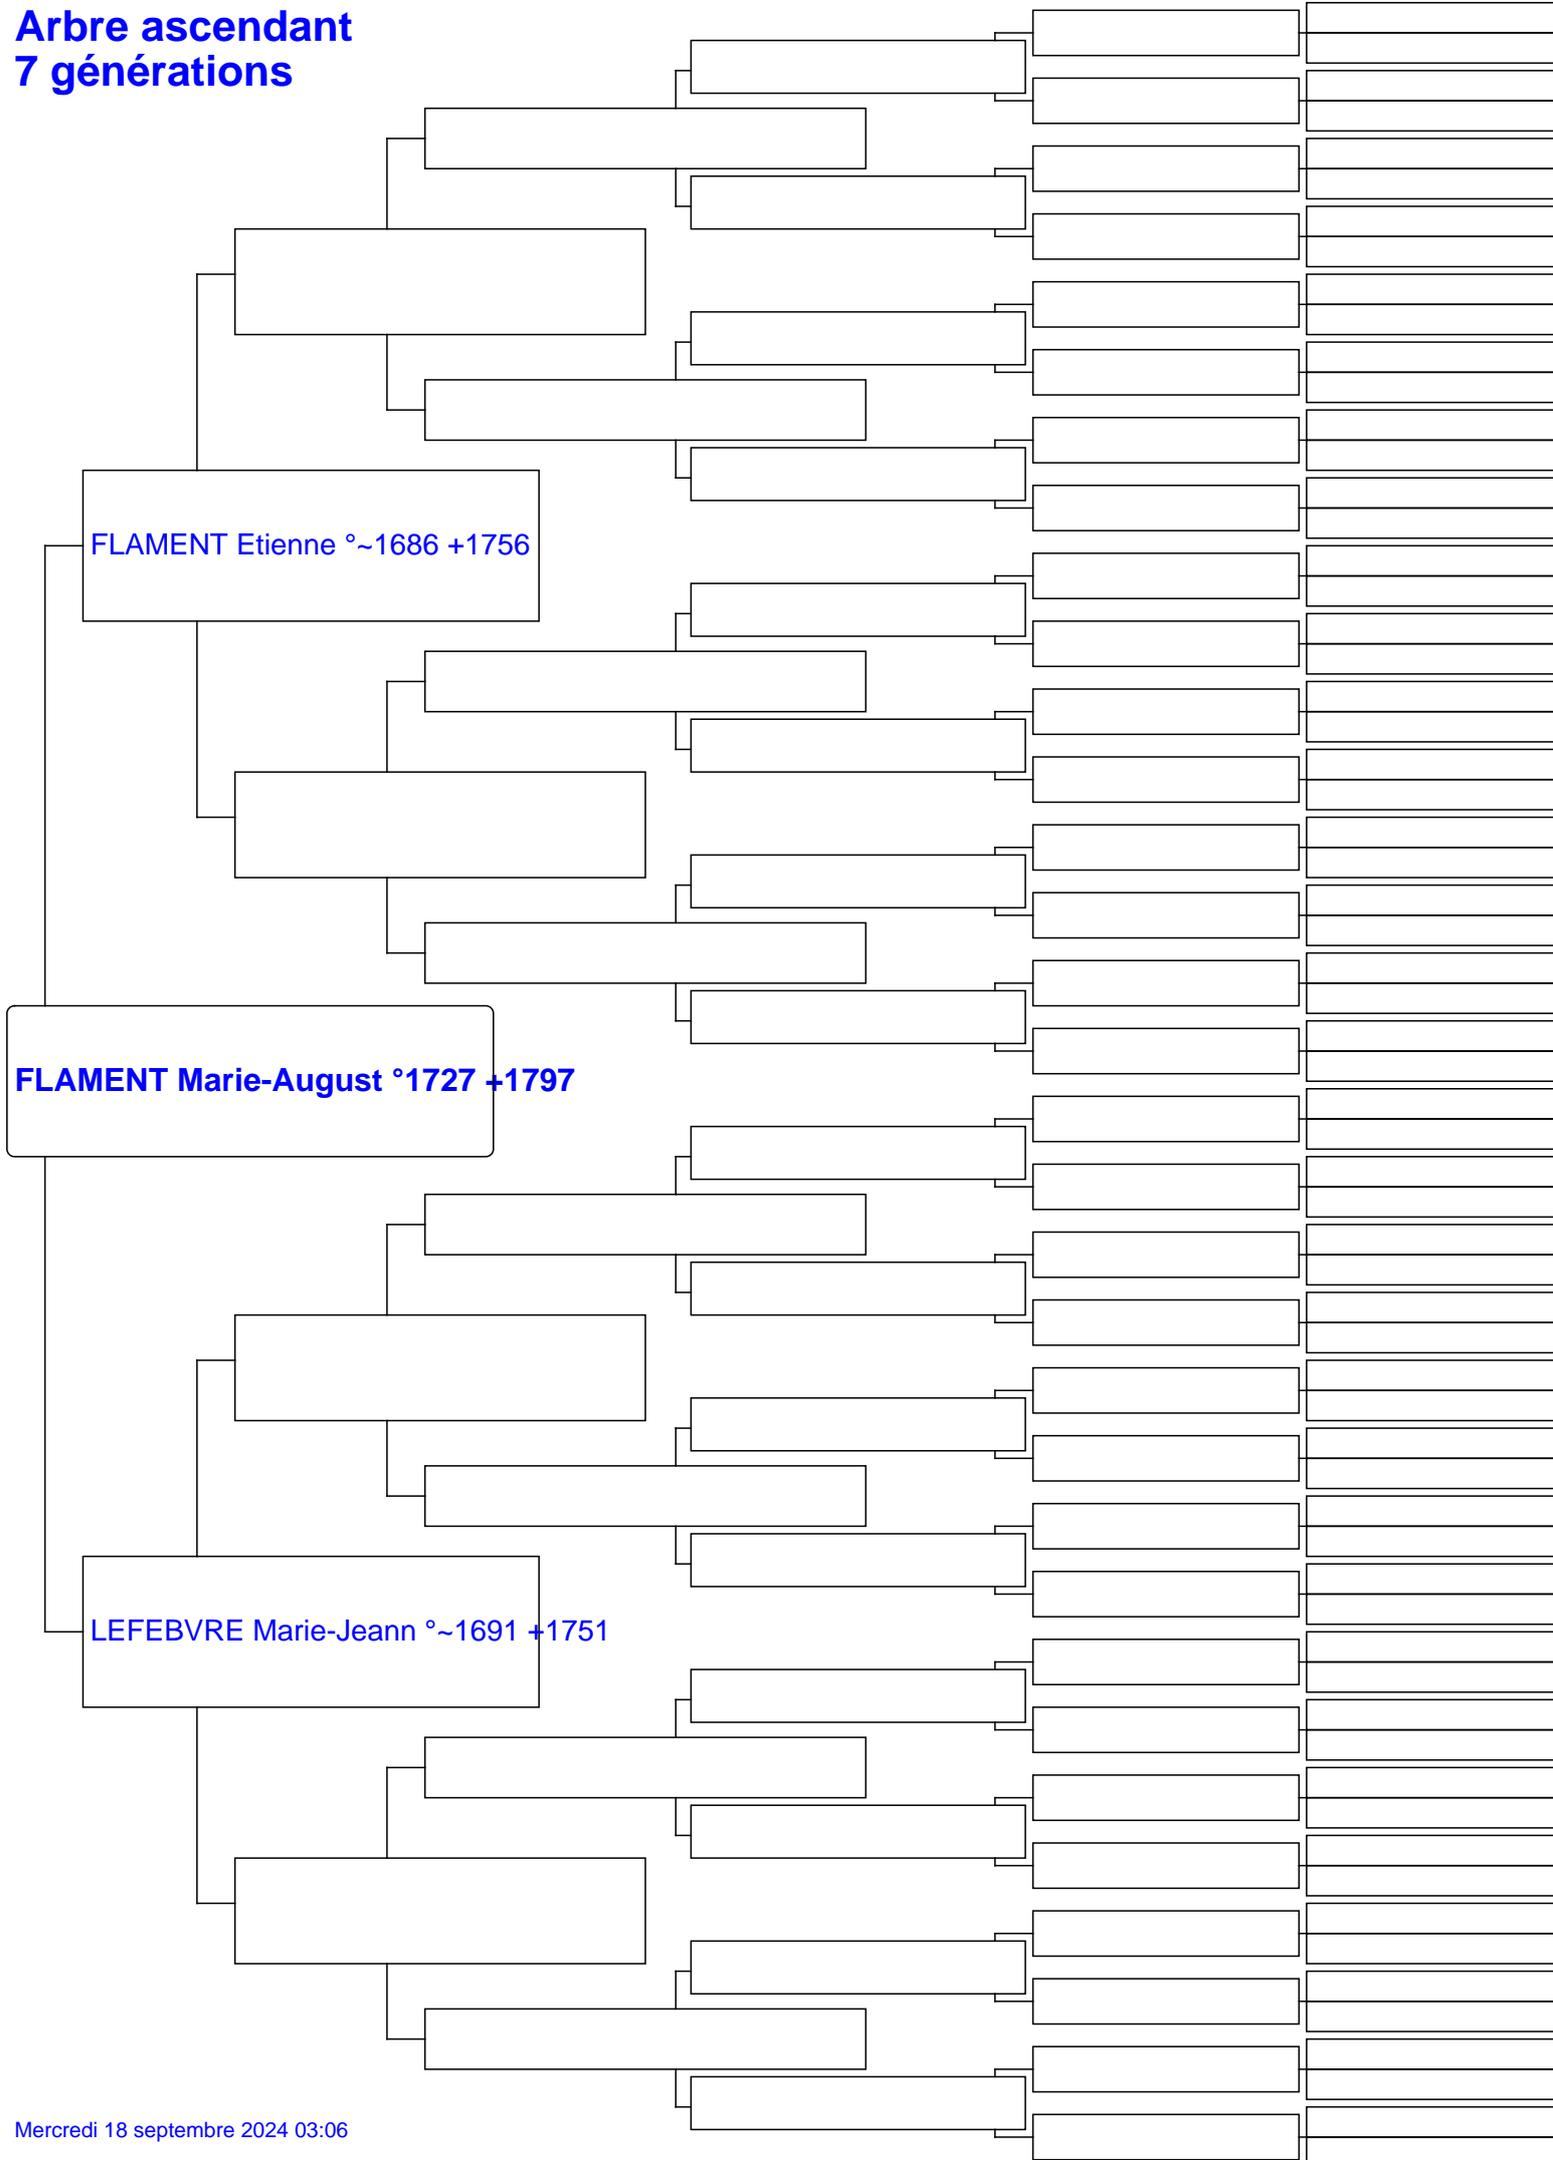 Arbre ascendant
7 générations
FLAMENT Etienne °~1686 +1756
FLAMENT Marie-August °1727 +1797
LEFEBVRE Marie-Jeann °~1691 +1751
Mercredi 18 septembre 2024 03:06